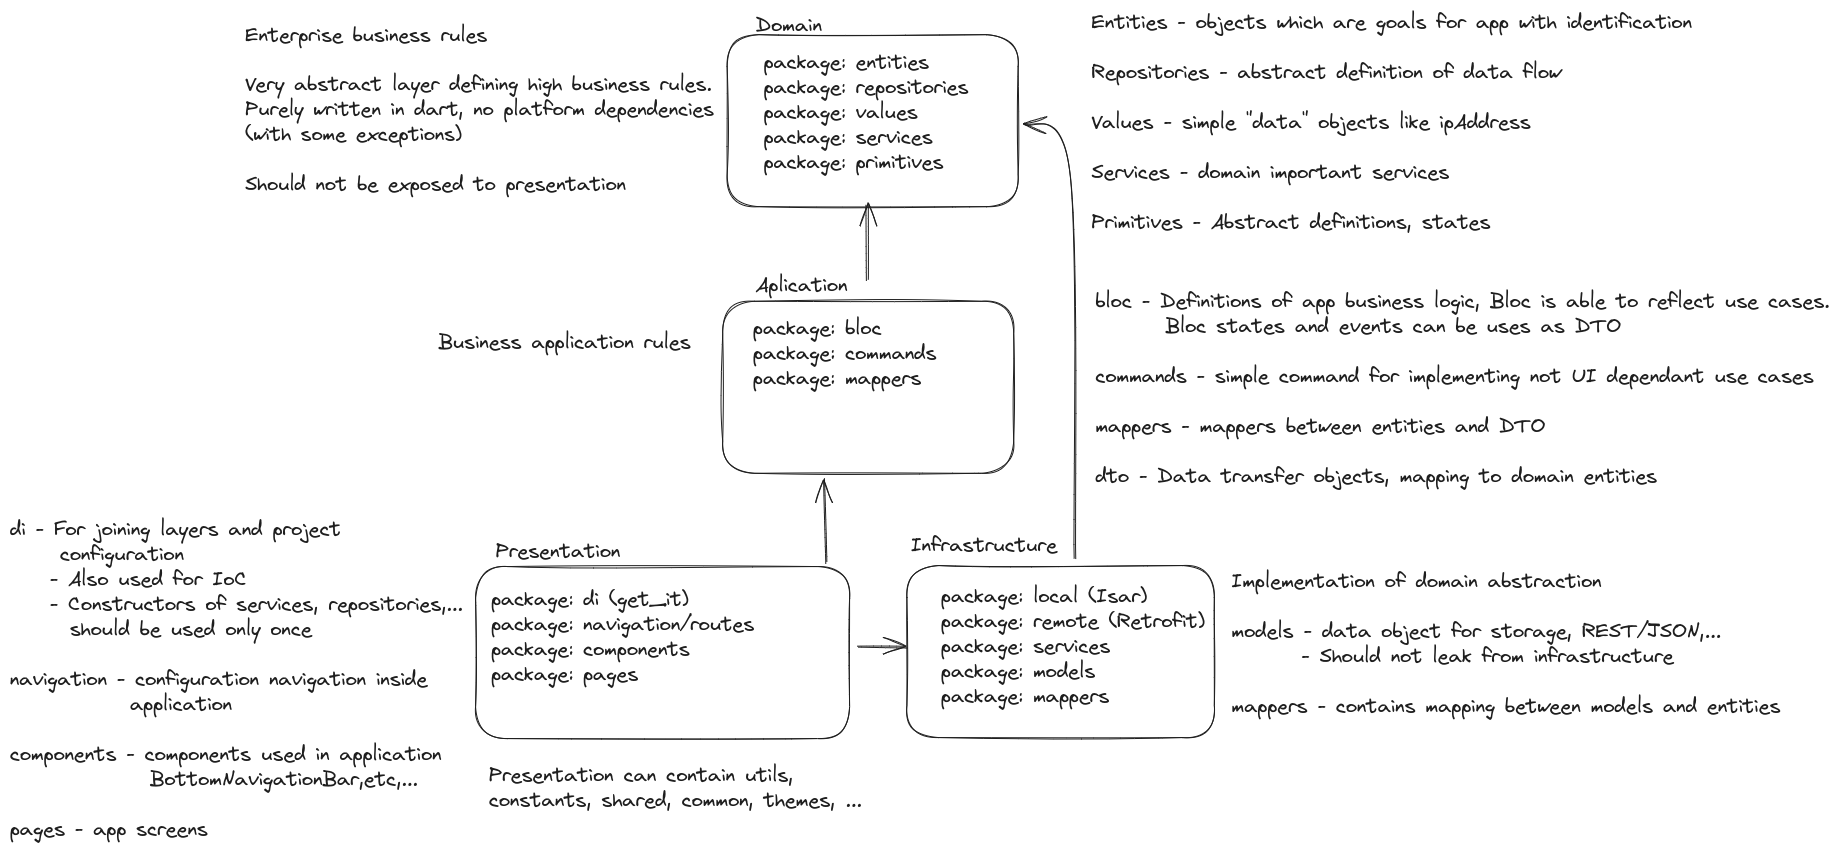 Domain
Enterprise business rules
Very abstract layer defining high business rules.
Purely written in dart, no platform dependencies
(with some exceptions)
Should not be exposed to presentation
package: entities
package: repositories
package: values
package: services
package: primitives
Entities - objects which are goals for app with identification
Repositories - abstract definition of data flow
Values - simple "data" objects like ipAddress
Services - domain important services
Primitives - Abstract definitions, states
Aplication
Business application rules
package: bloc
package: commands
package: mappers
bloc - Definitions of app business logic, Bloc is able to reflect use cases.
Bloc states and events can be uses as DTO
commands - simple command for implementing not UI dependant use cases
mappers - mappers between entities and DTO
dto - Data transfer objects, mapping to domain entities
di - For joining layers and project
configuration
- Also used for IoC
- Constructors of services, repositories,...
should be used only once
navigation - configuration navigation inside
application
components - components used in application
BottomNavigationBar,etc,...
pages - app screens
Presentation
package: di (get_it)
package: navigation/routes
package: components
package: pages
Presentation can contain utils,
constants, shared, common, themes, ...
Infrastructure
package: local (Isar)
package: remote (Retrofit)
package: services
package: models
package: mappers
Implementation of domain abstraction
models - data object for storage, REST/JSON,...
- Should not leak from infrastructure
mappers - contains mapping between models and entities